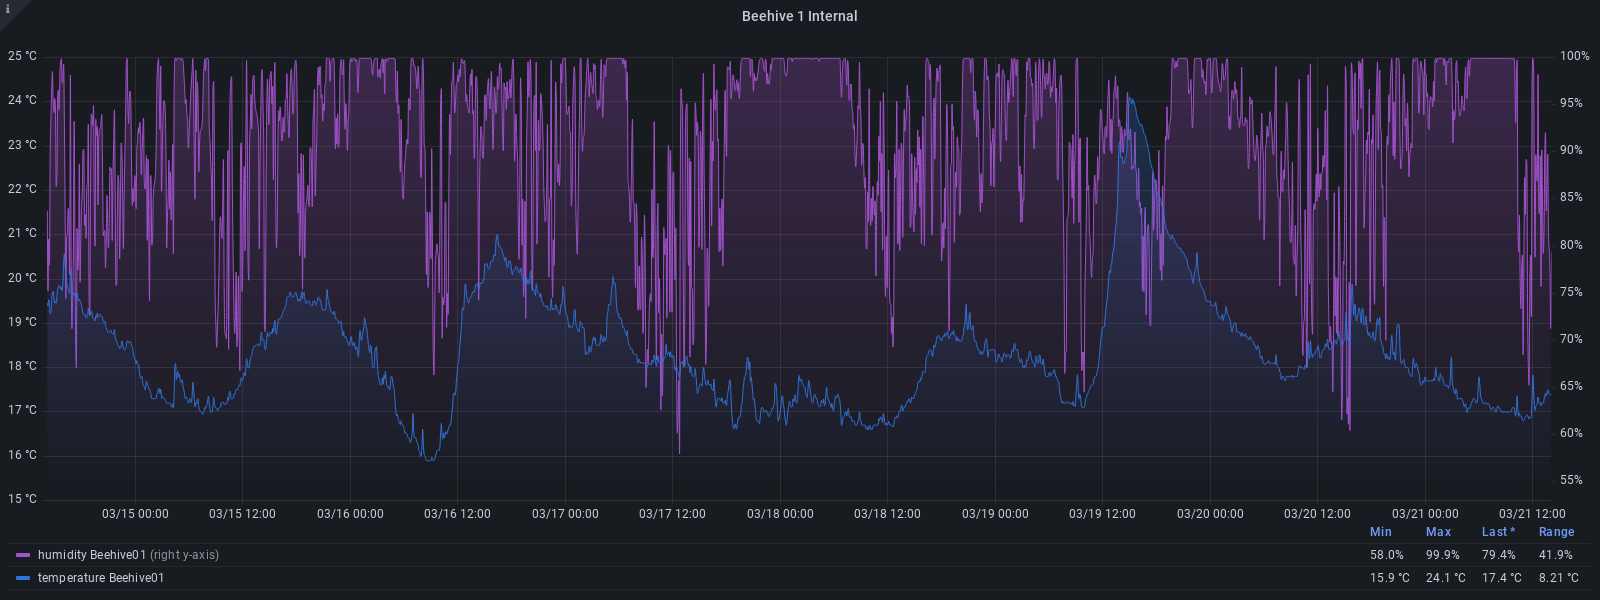 i
Beehive 1 Internal
25 °C 100%
24 °C 95%
23 °C 90%
22 °C 85%
21 °C 80%
20 °C 75%
19 °C 70%
18 °C 65%
17 °C 60%
16 °C 55%
15 °C
03/15 00:00 03/15 12:00 03/16 00:00 03/16 12:00 03/17 00:00 03/17 12:00 03/18 00:00 03/18 12:00 03/19 00:00 03/19 12:00 03/20 00:00 03/20 12:00 03/21 00:00 03/21 12:00
Min Max Last * Range
humidity Beehive01 (right y-axis) 58.0% 99.9% 79.4% 41.9%
temperature Beehive01 15.9 °C 24.1 °C 17.4 °C 8.21 °C